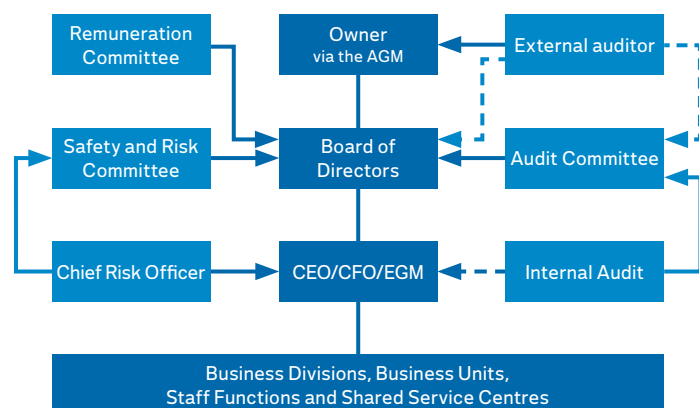 Remuneration
Committee
Owner
via the AGM
External auditor
Safety and Risk
Committee
Board of
Directors
Audit Committee
Chief Risk Officer
CEO/CFO/EGM
Internal Audit
Business Divisions, Business Units,
Staff Functions and Shared Service Centres